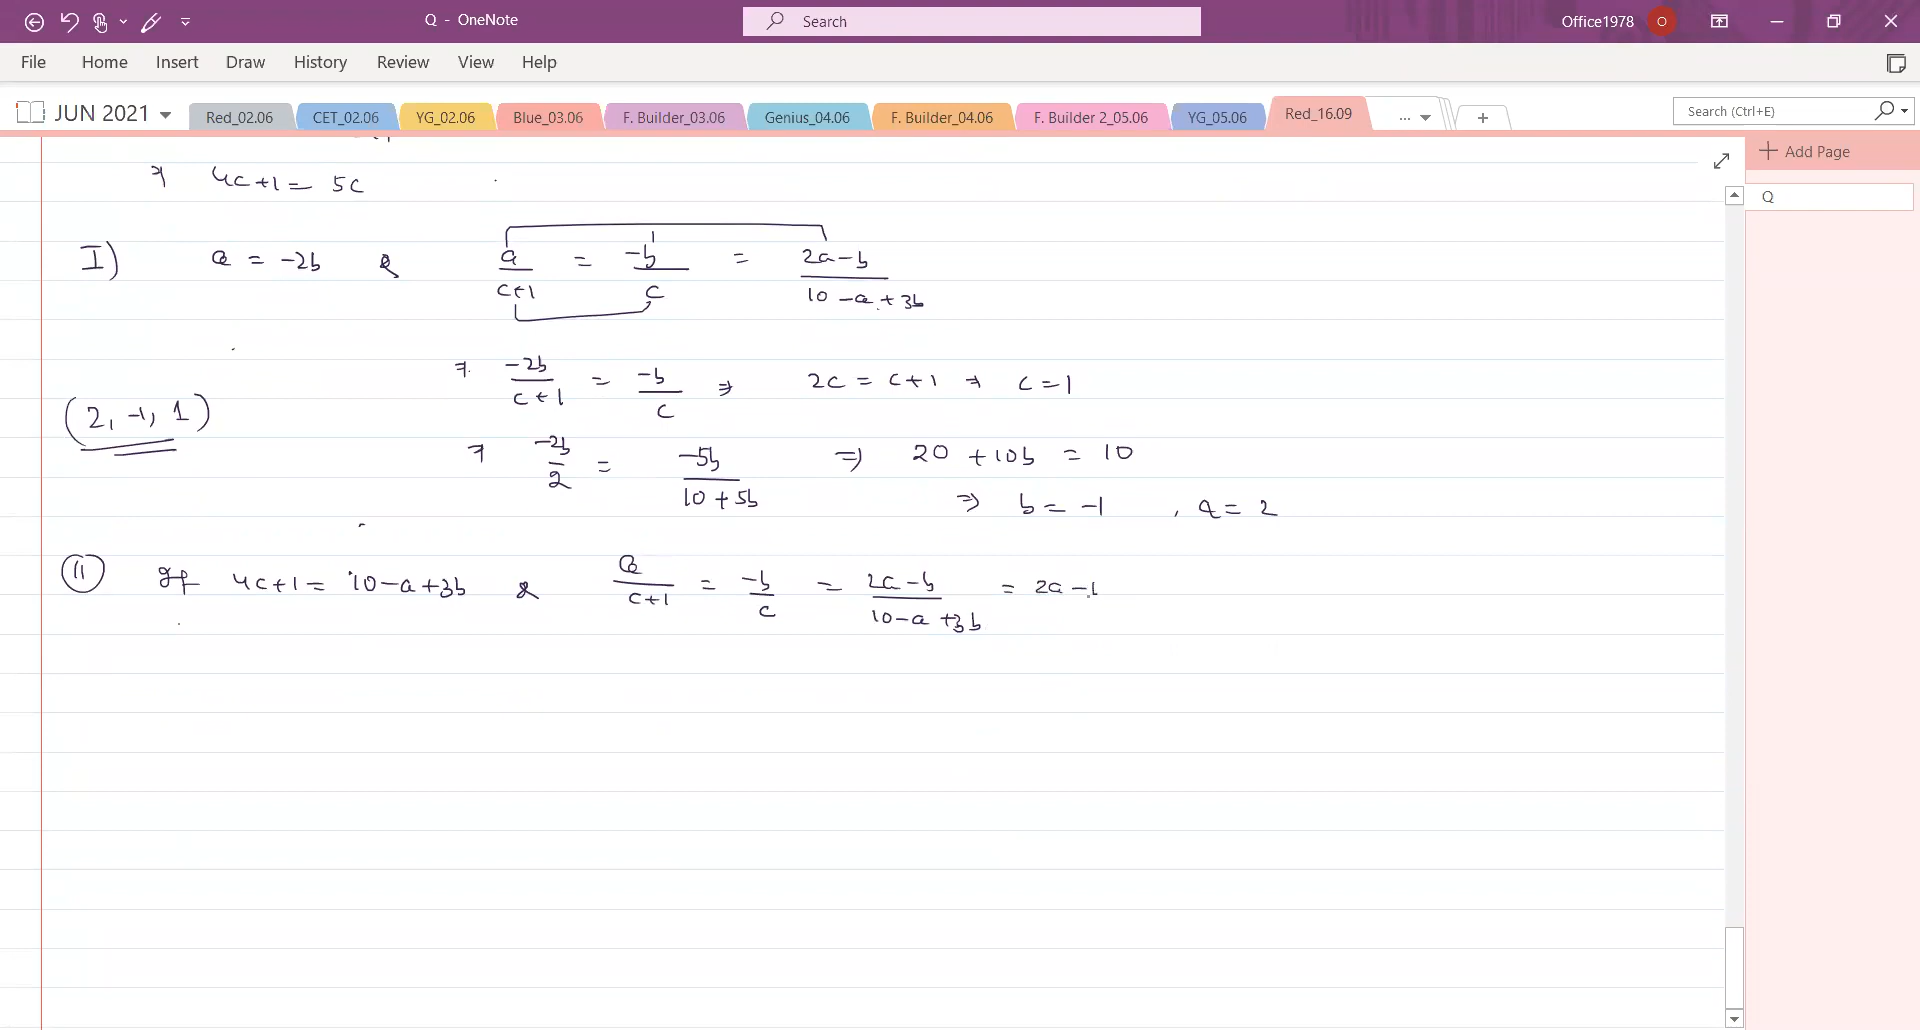 Q - OneNote
Search
Office1978
O
File Home Insert Draw History Review View Help
JUN 2021
Red_02.06 CET_02.06 YG_02.06 Blue_03.06 F. Builder_03.06 Genius_04.06 F. Builder_04.06 F. Builder 2_05.06 YG_05.06 Red_16.09 ... +
Search (Ctrl+E)
Add Page
Q
⇒ 4c+1 = 5c
I) a = -2b & a/(c+1) = -b/c = (2a-b)/(10-a+3b)
⇒ -2b/(c+1) = -b/c ⇒ 2c = c+1 ⇒ c=1
(2, -1, 1)
⇒ -2b/2 = -5b/(10+5b) ⇒ 20+10b = 10
⇒ b = -1, a = 2
(II) If 4c+1 = 10-a+3b & a/(c+1) = -b/c = (2a-b)/(10-a+3b) = 2a-